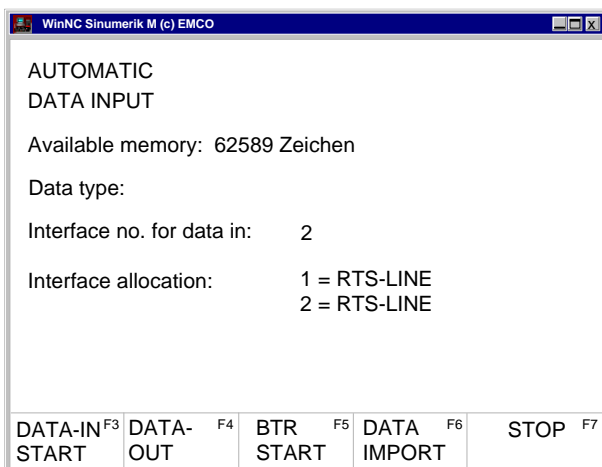 WinNC Sinumerik M (c) EMCO
AUTOMATIC
DATA INPUT
Available memory: 62589 Zeichen
Data type:
Interface no. for data in: 2
Interface allocation: 1 = RTS-LINE
2 = RTS-LINE
DATA-IN F3 DATA- F4 BTR F5 DATA F6 STOP F7
START OUT START IMPORT